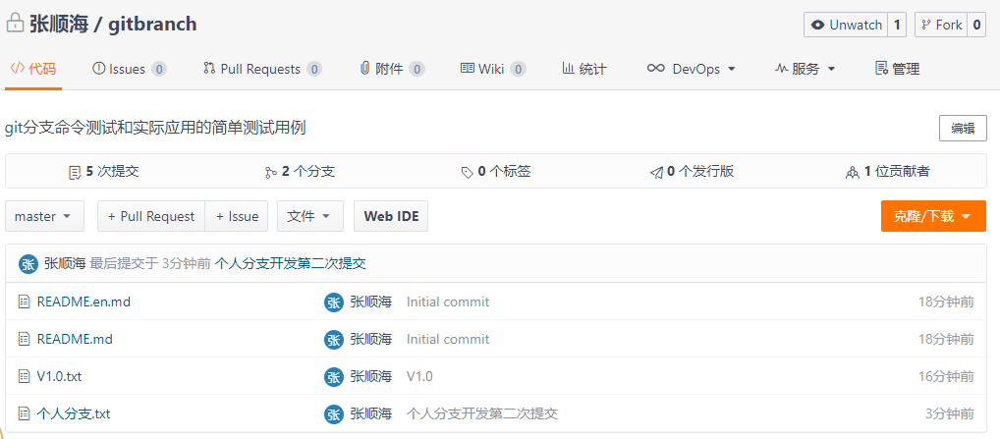 张顺海 / gitbranch Unwatch 1 Fork 0
代码 Issues 0 Pull Requests 0 附件 0 Wiki 0 统计 DevOps 服务 管理
git分支命令测试和实际应用的简单测试用例 编辑
5 次提交 2 个分支 0 个标签 0 个发行版 1 位贡献者
master + Pull Request + Issue 文件 Web IDE 克隆/下载
张 张顺海 最后提交于 3分钟前 个人分支开发第二次提交
README.en.md 张 张顺海 Initial commit 18分钟前
README.md 张 张顺海 Initial commit 18分钟前
V1.0.txt 张 张顺海 V1.0 16分钟前
个人分支.txt 张 张顺海 个人分支开发第二次提交 3分钟前